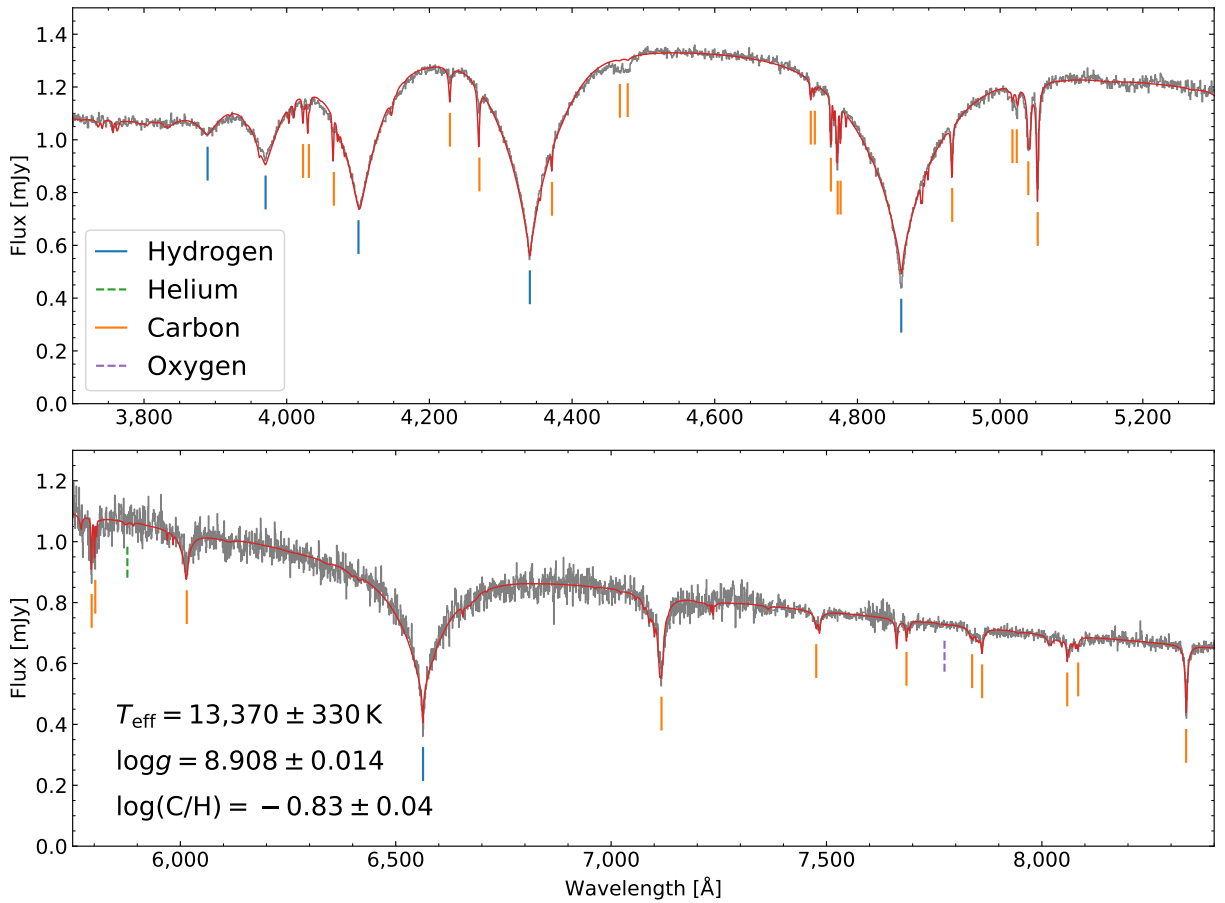 1.4
1.2
1.0
0.8
0.6
0.4
0.2
0.0
Flux [mJy]
Hydrogen
Helium
Carbon
Oxygen
3,800 4,000 4,200 4,400 4,600 4,800 5,000 5,200
1.2
1.0
0.8
0.6
0.4
0.2
0.0
Flux [mJy]
T_eff = 13,370 ± 330 K
logg = 8.908 ± 0.014
log(C/H) = −0.83 ± 0.04
6,000 6,500 7,000 7,500 8,000
Wavelength [Å]